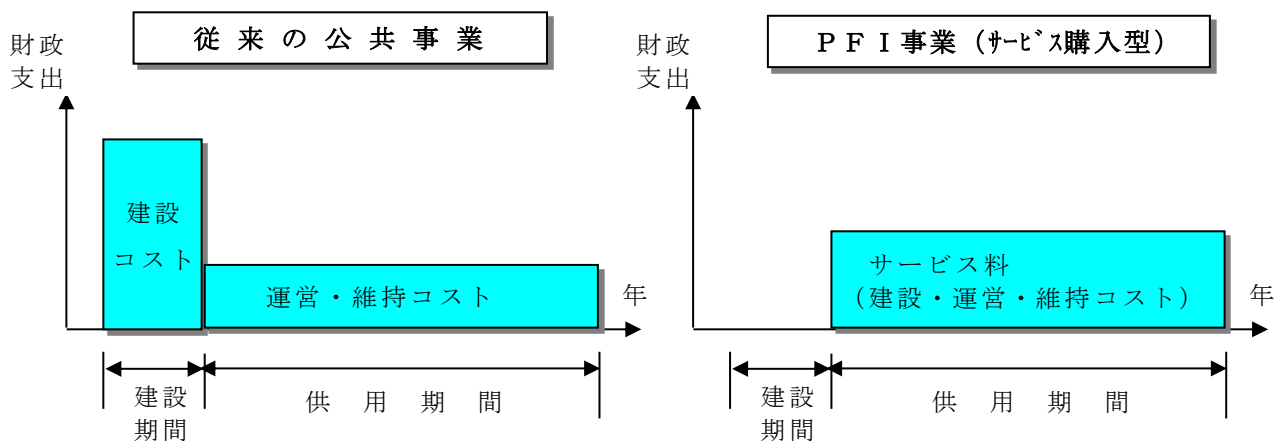 従来の公共事業
財政
支出
建設
コスト
運営・維持コスト
年
建設
期間
供用期間
ＰＦＩ事業（ｻｰﾋﾞｽ購入型）
財政
支出
サービス料
（建設・運営・維持コスト）
年
建設
期間
供用期間